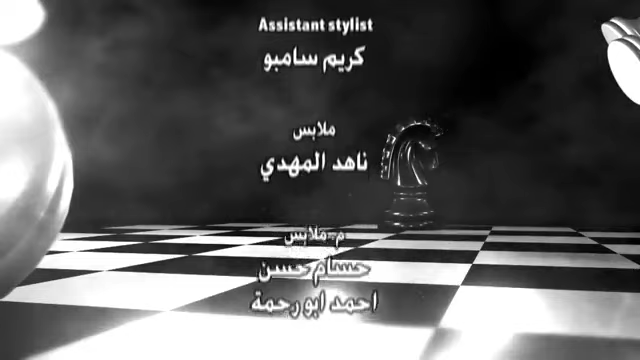 Assistant stylist
كريم سامبو
ملابس
ناهد المهدي
م.ملابس
حسام حسن
احمد ابو رحمة